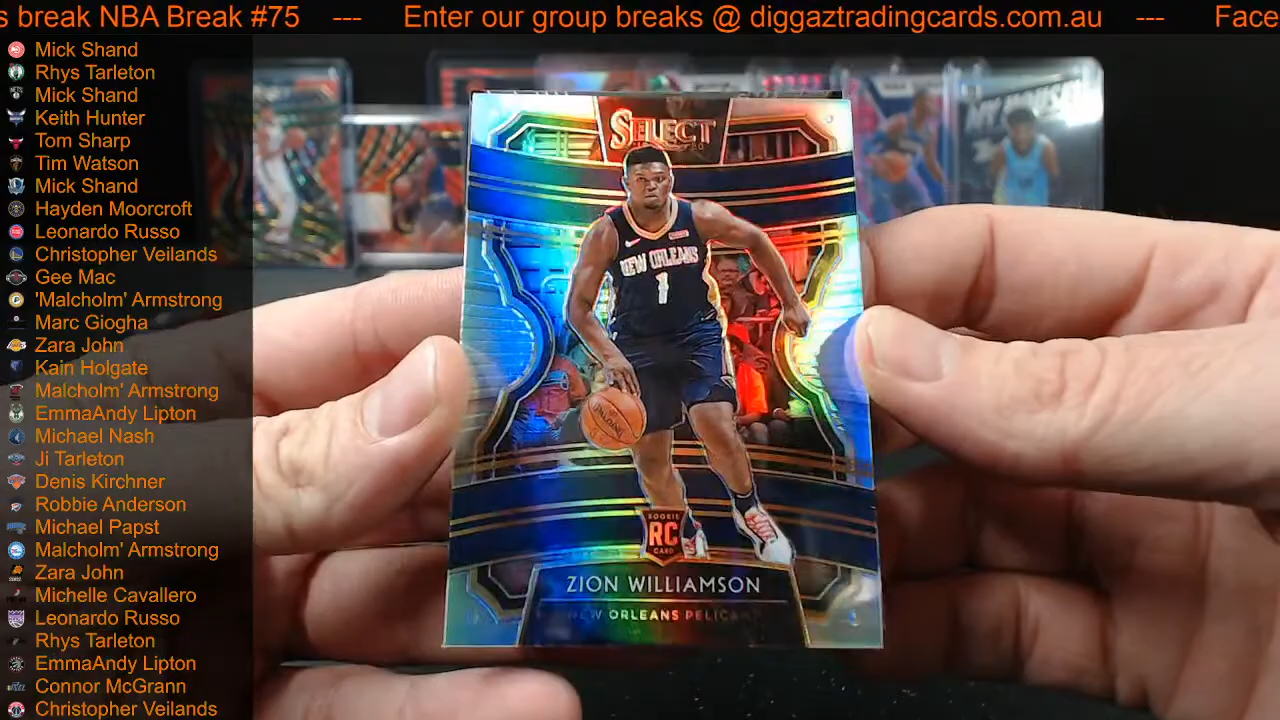 s break NBA Break #75 --- Enter our group breaks @ diggaztradingcards.com.au --- Face
Mick Shand
Rhys Tarleton
Mick Shand
Keith Hunter
Tom Sharp
Tim Watson
Mick Shand
Hayden Moorcroft
Leonardo Russo
Christopher Veilands
Gee Mac
'Malcholm' Armstrong
Marc Giogha
Zara John
Kain Holgate
Malcholm' Armstrong
EmmaAndy Lipton
Michael Nash
Ji Tarleton
Denis Kirchner
Robbie Anderson
Michael Papst
Malcholm' Armstrong
Zara John
Michelle Cavallero
Leonardo Russo
Rhys Tarleton
EmmaAndy Lipton
Connor McGrann
Christopher Veilands
SELECT
NEW ORLEANS
1
ROOKIE
RC
CARD
ZION WILLIAMSON
NEW ORLEANS PELICANS